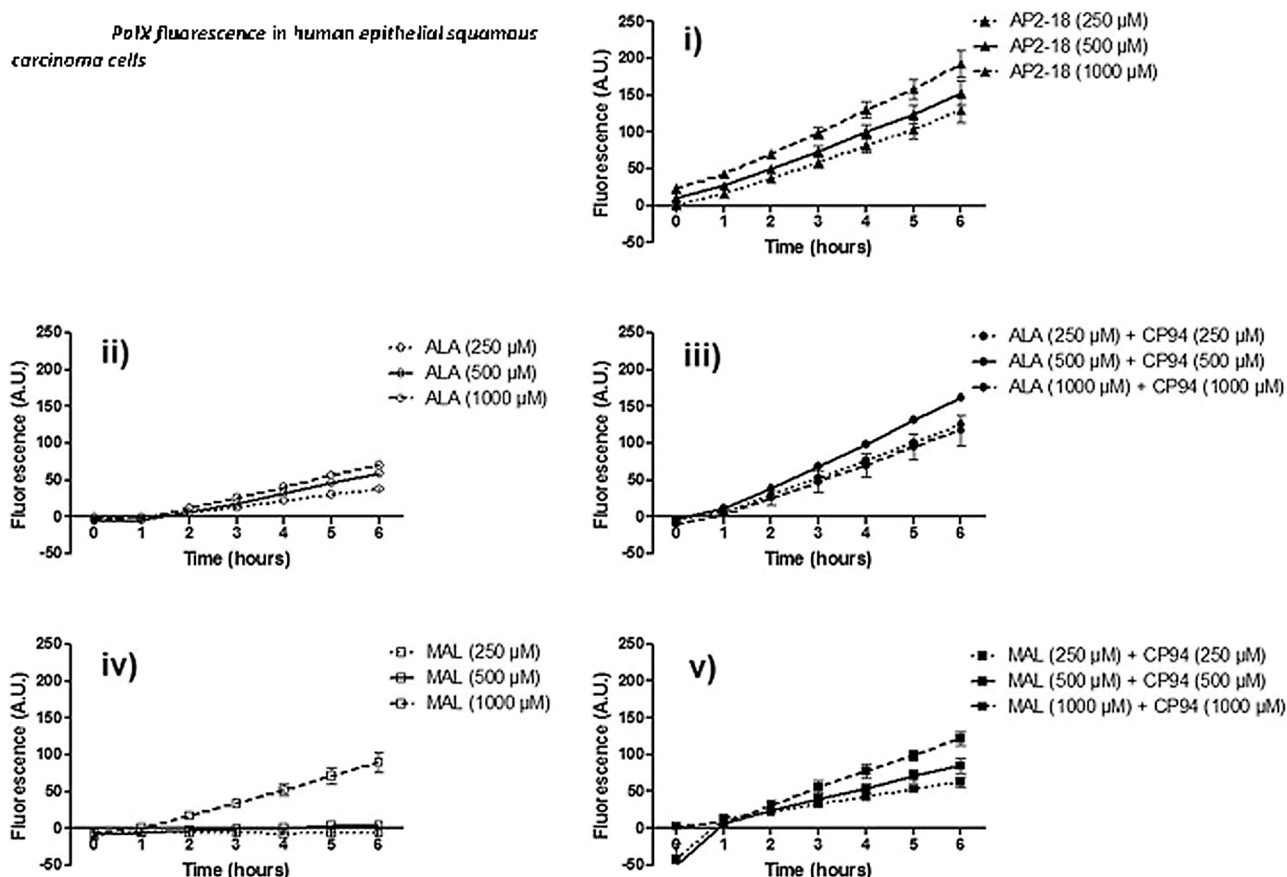 PpIX fluorescence in human epithelial squamous
carcinoma cells
i)
Fluorescence (A.U.)
250
200
150
100
50
0
-50
0 1 2 3 4 5 6
Time (hours)
AP2-18 (250 µM)
AP2-18 (500 µM)
AP2-18 (1000 µM)
ii)
Fluorescence (A.U.)
250
200
150
100
50
0
-50
0 1 2 3 4 5 6
Time (hours)
ALA (250 µM)
ALA (500 µM)
ALA (1000 µM)
iii)
Fluorescence (A.U.)
250
200
150
100
50
0
-50
0 1 2 3 4 5 6
Time (hours)
ALA (250 µM) + CP94 (250 µM)
ALA (500 µM) + CP94 (500 µM)
ALA (1000 µM) + CP94 (1000 µM)
iv)
Fluorescence (A.U.)
250
200
150
100
50
0
-50
0 1 2 3 4 5 6
Time (hours)
MAL (250 µM)
MAL (500 µM)
MAL (1000 µM)
v)
Fluorescence (A.U.)
250
200
150
100
50
0
-50
0 1 2 3 4 5 6
Time (hours)
MAL (250 µM) + CP94 (250 µM)
MAL (500 µM) + CP94 (500 µM)
MAL (1000 µM) + CP94 (1000 µM)